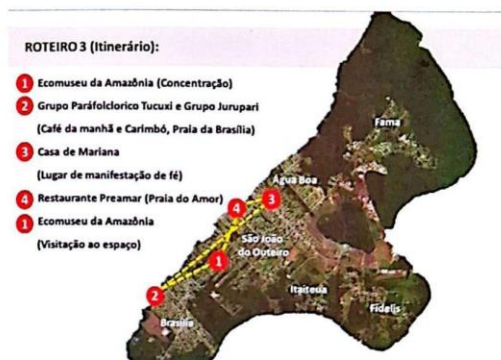 ROTEIRO 3 (Itinerário):
1 Ecomuseu da Amazônia (Concentração)
2 Grupo Paráfolclorico Tucuxi e Grupo Jurupari
(Café da manhã e Carimbó, Praia da Brasília)
3 Casa de Mariana
(Lugar de manifestação de fé)
4 Restaurante Preamar (Praia do Amor)
1 Ecomuseu da Amazônia
(Visitação ao espaço)
Fama
Água Boa
3
4
São João
do Outeiro
1
Itaiteua
2
Fidelis
Brasília